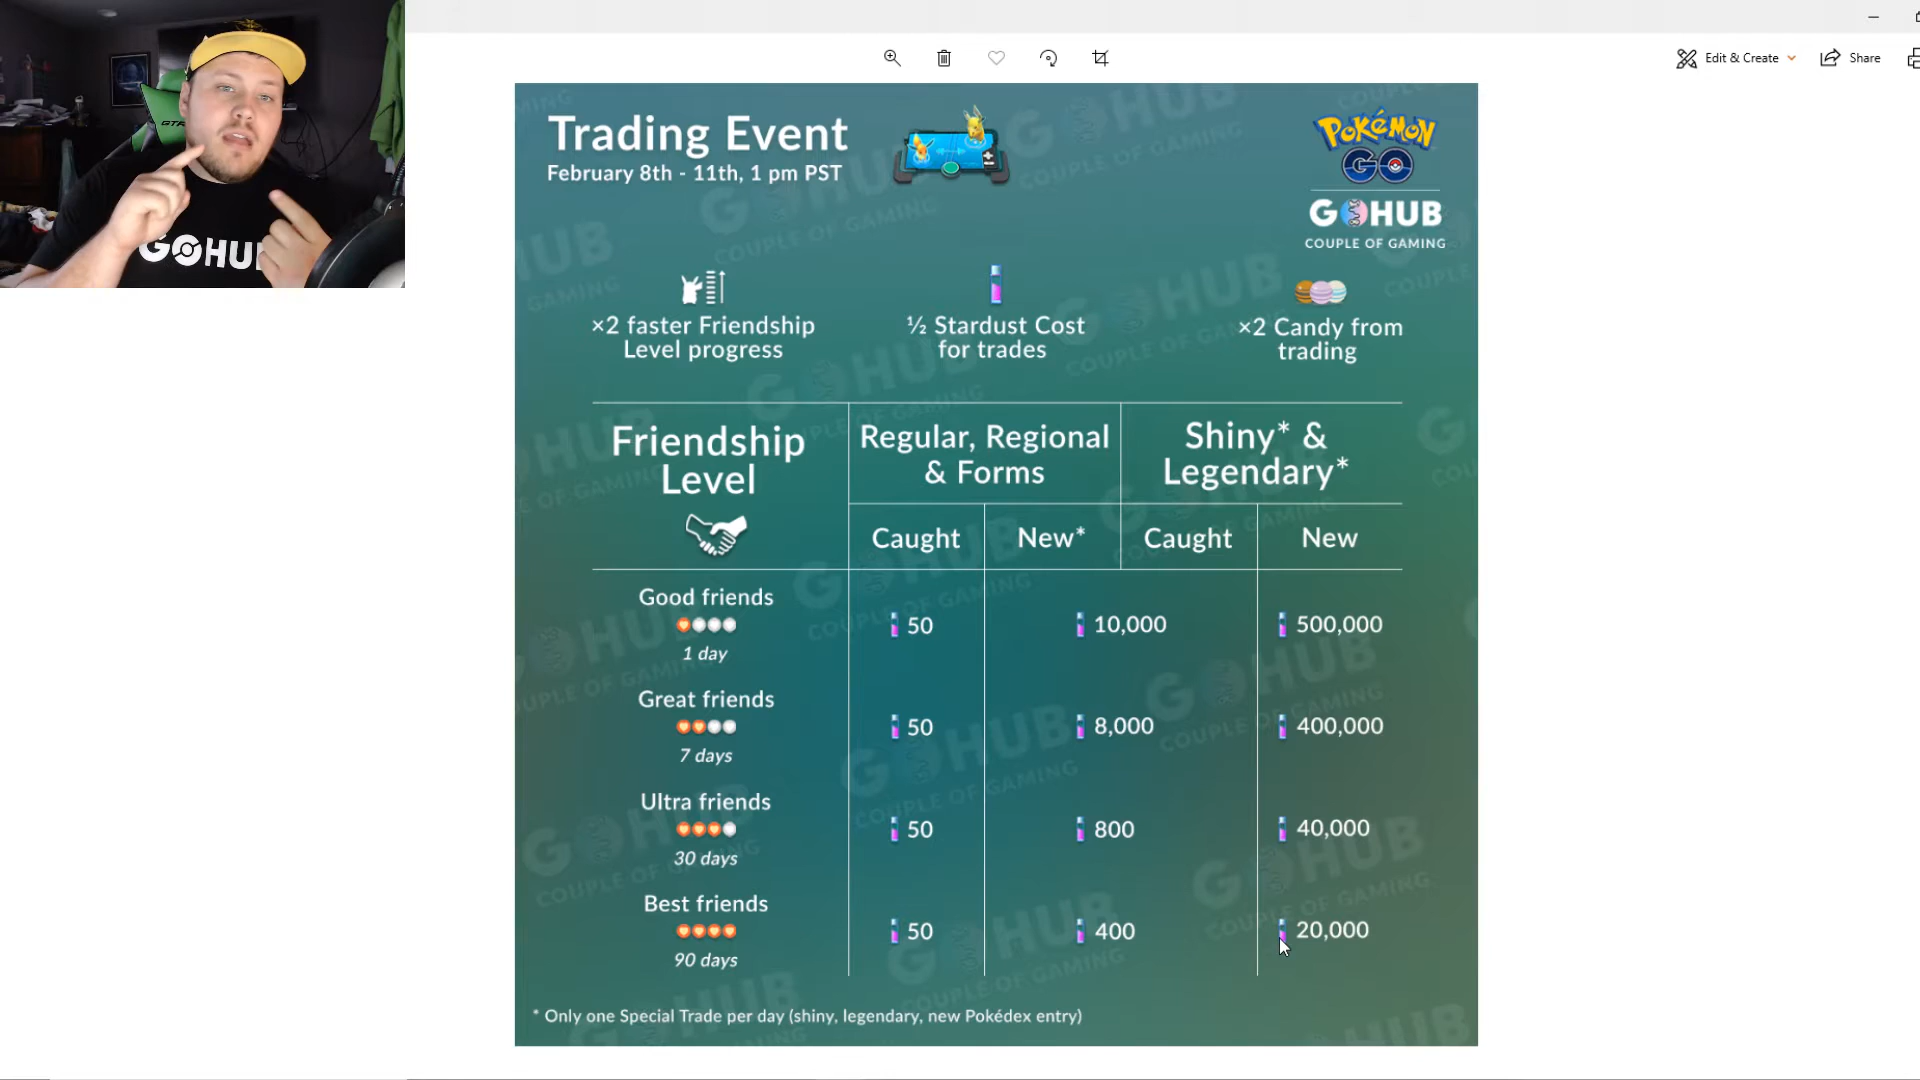 GTR
GOHUB
Edit & Create
Share
Trading Event
February 8th - 11th, 1 pm PST
POKéMON
GO
GOHUB
COUPLE OF GAMING
×2 faster Friendship
Level progress
½ Stardust Cost
for trades
×2 Candy from
trading
Friendship
Level
Regular, Regional
& Forms
Shiny* &
Legendary*
Caught
New*
Caught
New
Good friends
1 day
50
10,000
500,000
Great friends
7 days
50
8,000
400,000
Ultra friends
30 days
50
800
40,000
Best friends
90 days
50
400
20,000
* Only one Special Trade per day (shiny, legendary, new Pokédex entry)